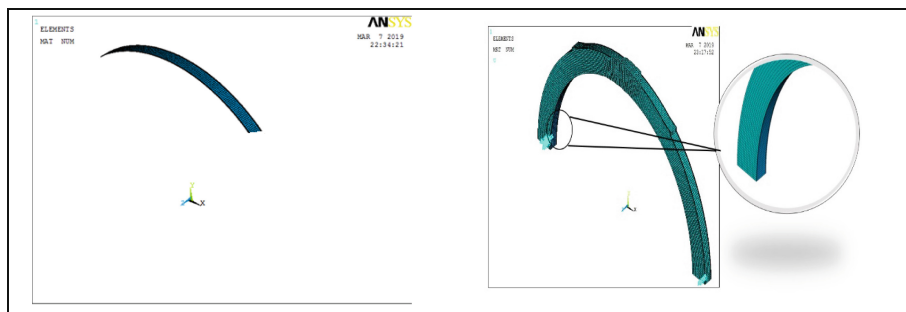 1
ELEMENTS
MAT NUM
ANSYS
MAR 7 2019
22:34:21
Y
Z
X
ELEMENTS
MAT NUM
ANSYS
MAR 7 2019
X